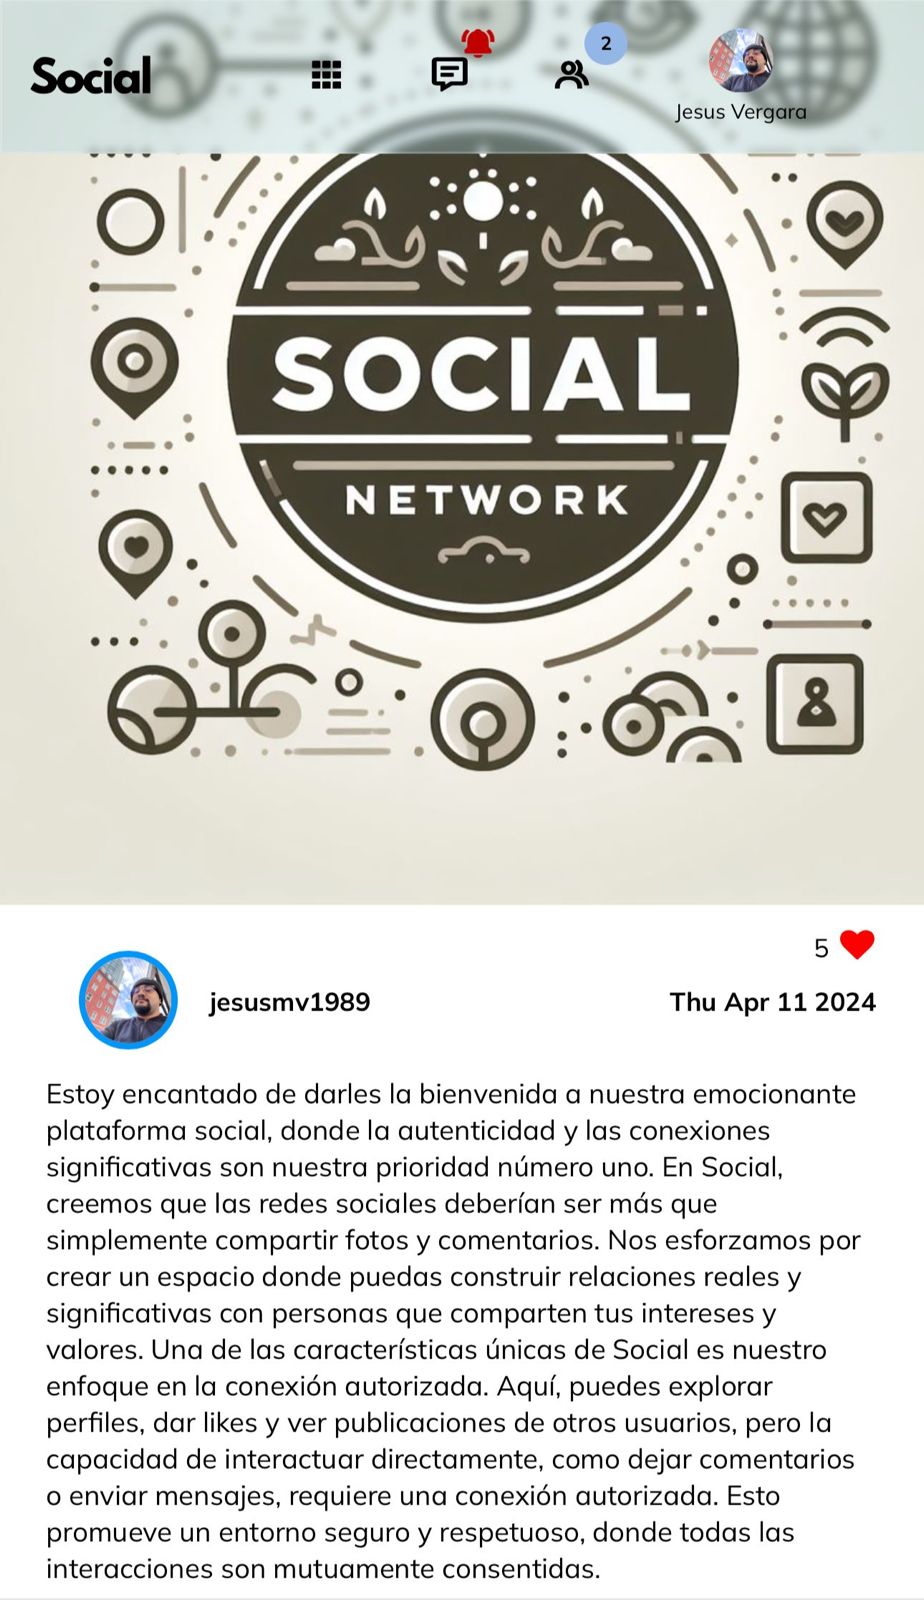 Social
2
Jesus Vergara
SOCIAL
NETWORK
5
jesusmv1989
Thu Apr 11 2024
Estoy encantado de darles la bienvenida a nuestra emocionante
plataforma social, donde la autenticidad y las conexiones
significativas son nuestra prioridad número uno. En Social,
creemos que las redes sociales deberían ser más que
simplemente compartir fotos y comentarios. Nos esforzamos por
crear un espacio donde puedas construir relaciones reales y
significativas con personas que comparten tus intereses y
valores. Una de las características únicas de Social es nuestro
enfoque en la conexión autorizada. Aquí, puedes explorar
perfiles, dar likes y ver publicaciones de otros usuarios, pero la
capacidad de interactuar directamente, como dejar comentarios
o enviar mensajes, requiere una conexión autorizada. Esto
promueve un entorno seguro y respetuoso, donde todas las
interacciones son mutuamente consentidas.